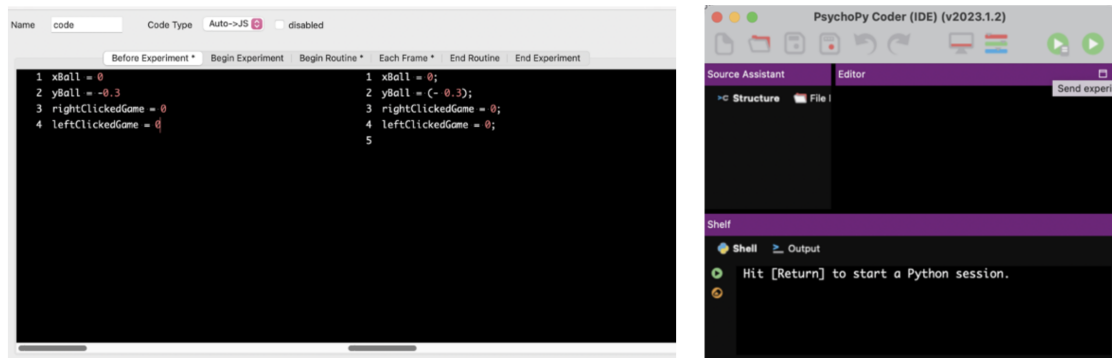 Name code Code Type Auto->JS disabled
Before Experiment * Begin Experiment Begin Routine * Each Frame * End Routine End Experiment
1 xBall = 0
2 yBall = -0.3
3 rightClickedGame = 0
4 leftClickedGame = 0
1 xBall = 0;
2 yBall = (- 0.3);
3 rightClickedGame = 0;
4 leftClickedGame = 0;
5
PsychoPy Coder (IDE) (v2023.1.2)
Source Assistant Editor
Send experi
Structure File
Shelf
Shell Output
Hit [Return] to start a Python session.